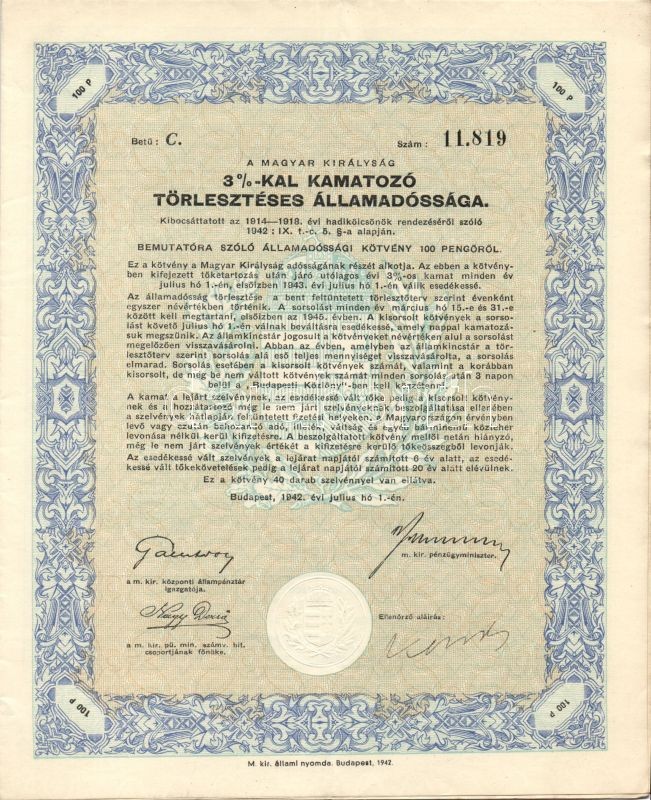 100 P
100 P
Betű: C.
Szám: 11.819
A MAGYAR KIRÁLYSÁG
3%-KAL KAMATOZÓ
TÖRLESZTÉSES ÁLLAMADÓSSÁGA.
Kibocsáttatott az 1914—1918. évi hadikölcsönök rendezéséről szóló
1942 : IX. t.-c. 5. §-a alapján.
BEMUTATÓRA SZÓLÓ ÁLLAMADÓSSÁGI KÖTVÉNY 100 PENGŐRŐL.
Ez a kötvény a Magyar Királyság adósságának részét alkotja. Az ebben a kötvény-
ben kifejezett tőketartozás után járó utólagos évi 3%-os kamat minden év
július hó 1.-én, elsőízben 1943. évi július hó 1.-én válik esedékessé.
Az államadósság törlesztése a bent feltüntetett törlesztőterv szerint évenként
egyszer névértékben történik. A sorsolást minden év március hó 15.-e és 31.-e
között kell megtartani, elsőízben az 1945. évben. A kisorsolt kötvények a sorso-
lást követő július hó 1.-én válnak beváltásra esedékessé, amely nappal kamatozá-
suk megszűnik. Az államkincstár jogosult a kötvényeket névértéken alul a sorsolást
megelőzően visszavásárolni. Abban az évben, amelyben az államkincstár a tör-
lesztőterv szerint sorsolás alá eső teljes mennyiséget visszavásárolta, a sorsolás
elmarad. Sorsolás esetében a kisorsolt kötvények számát, valamint a korábban
kisorsolt, de még be nem váltott kötvények számát minden sorsolás után 3 napon
belül a „Budapesti Közlöny"-ben kell közzétenni.
A kamat a lejárt szelvénynek, az esedékessé vált tőke pedig a kisorsolt kötvény-
nek és a hozzátartozó még le nem járt szelvényeknek beszolgáltatása ellenében
a szelvények hátlapján feltüntetett fizetési helyeken, a Magyarországon érvényben
levő vagy ezután behozandó adó, illeték, váltság és egyéb mindennemű közteher
levonása nélkül kerül kifizetésre. A beszolgáltatott kötvény mellől netán hiányzó,
még le nem járt szelvények értékét a kifizetésre kerülő tőkeösszegből levonják.
Az esedékessé vált szelvények a lejárat napjától számított 6 év alatt, az esedé-
kessé vált tőkekövetelések pedig a lejárat napjától számított 20 év alatt elévülnek.
Ez a kötvény 40 darab szelvénnyel van ellátva.
Budapest, 1942. évi július hó 1.-én.
m. kir. pénzügyminiszter.
a m. kir. központi állampénztár
igazgatója.
Nagy Dezső
Ellenőrző aláírás:
a m. kir. pü. min. számv. hit.
csoportjának főnöke.
100 P
100 P
M. kir. állami nyomda. Budapest, 1942.